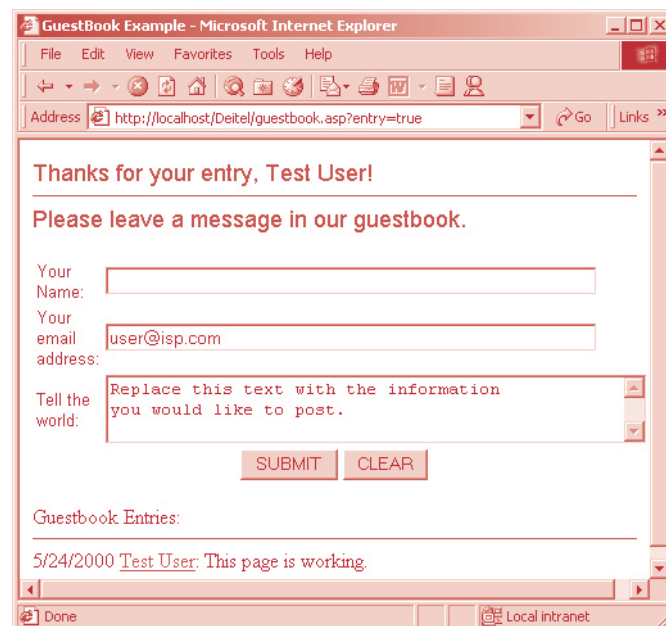 GuestBook Example - Microsoft Internet Explorer
File Edit View Favorites Tools Help
Address http://localhost/Deitel/guestbook.asp?entry=true Go Links »
Thanks for your entry, Test User!
Please leave a message in our guestbook.
Your
Name:
Your
email
address:
user@isp.com
Tell the
world:
Replace this text with the information
you would like to post.
SUBMIT CLEAR
Guestbook Entries:
5/24/2000 Test User: This page is working.
Done Local intranet